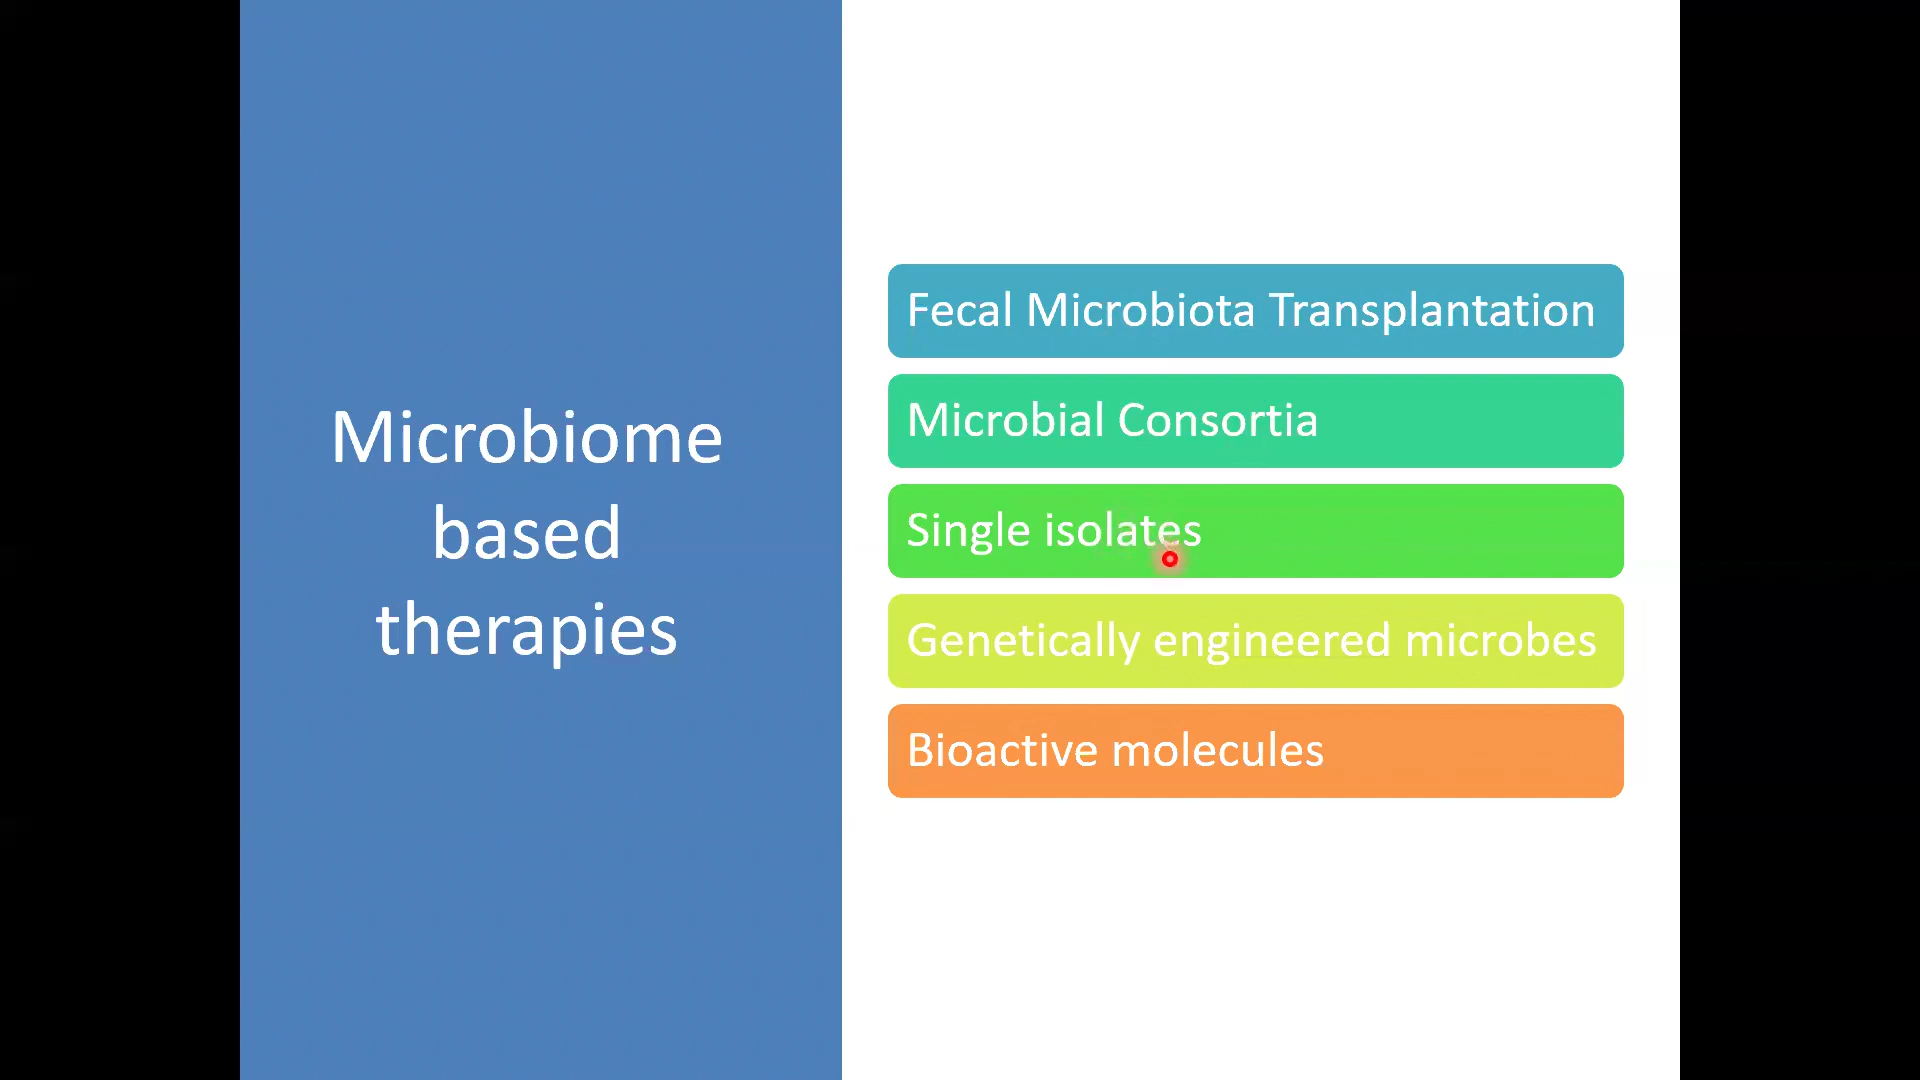 Microbiome
based
therapies
Fecal Microbiota Transplantation
Microbial Consortia
Single isolates
Genetically engineered microbes
Bioactive molecules